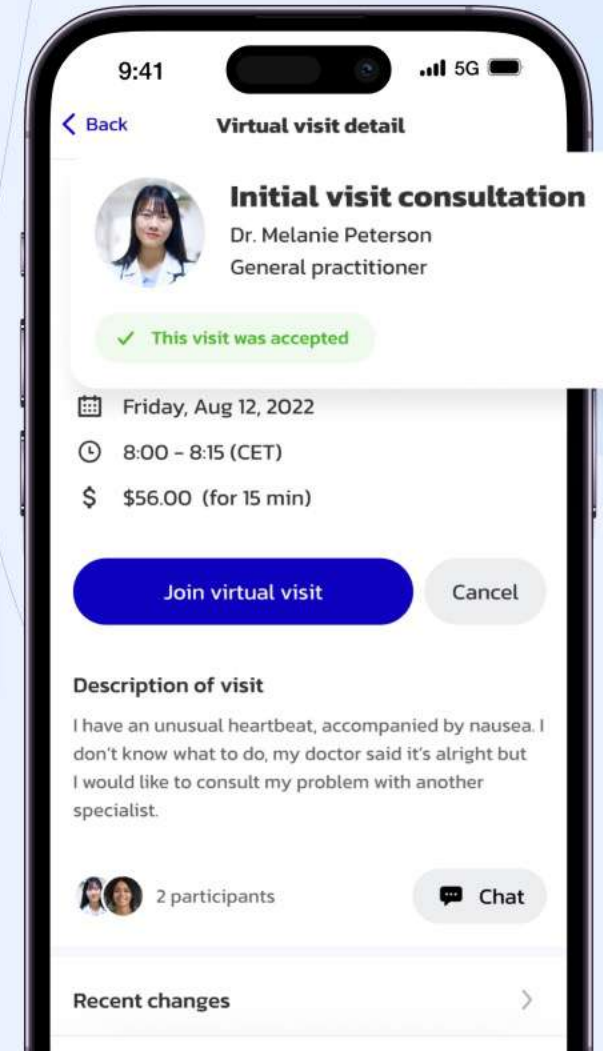 9:41
5G
Back
Virtual visit detail
Initial visit consultation
Dr. Melanie Peterson
General practitioner
This visit was accepted
Friday, Aug 12, 2022
8:00 – 8:15 (CET)
$ $56.00 (for 15 min)
Join virtual visit
Cancel
Description of visit
I have an unusual heartbeat, accompanied by nausea. I
don't know what to do, my doctor said it's alright but
I would like to consult my problem with another
specialist.
2 participants
Chat
Recent changes